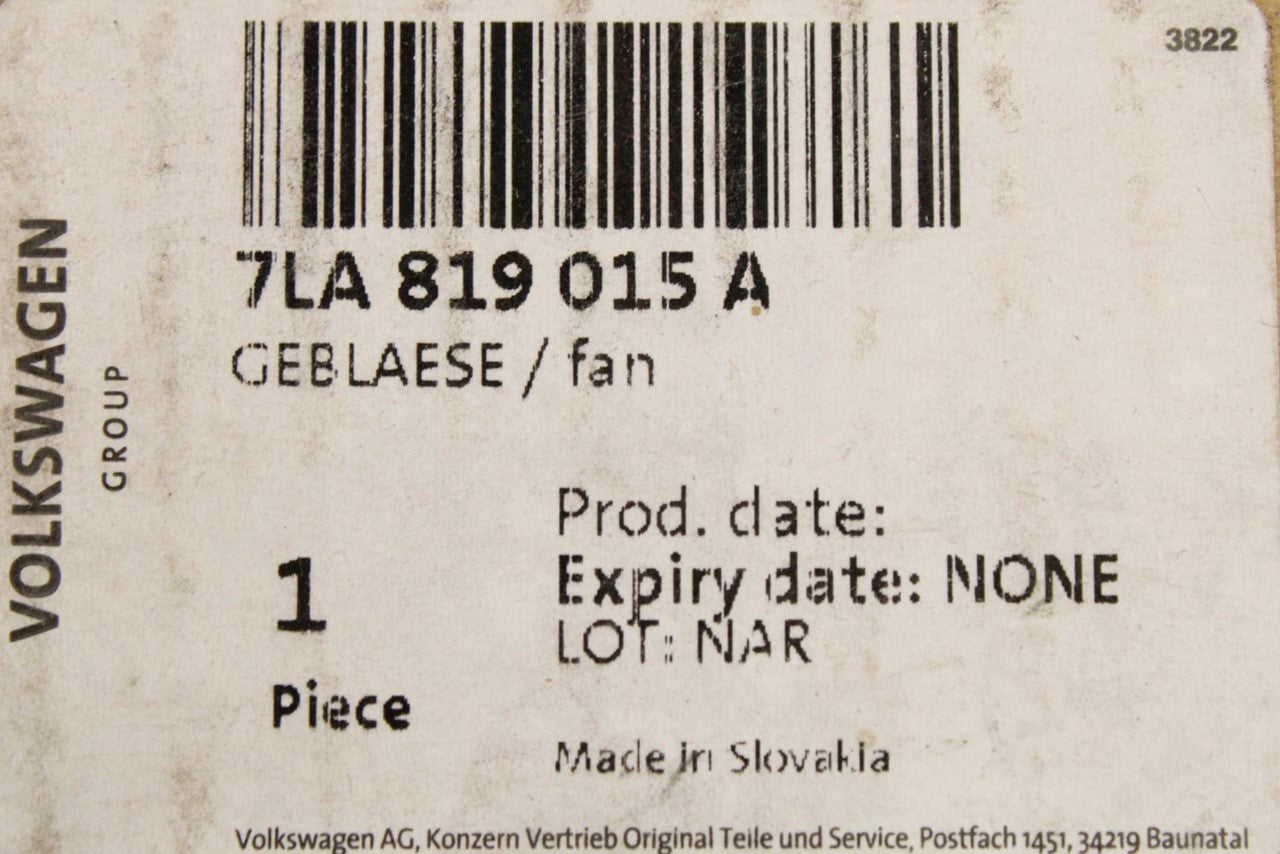 3822
7LA 819 015 A
GEBLAESE / fan
VOLKSWAGEN
GROUP
Prod. date:
Expiry date: NONE
LOT: NAR
1
Piece
Made in Slovakia
Volkswagen AG, Konzern Vertrieb Original Teile und Service, Postfach 1451, 34219 Baunatal